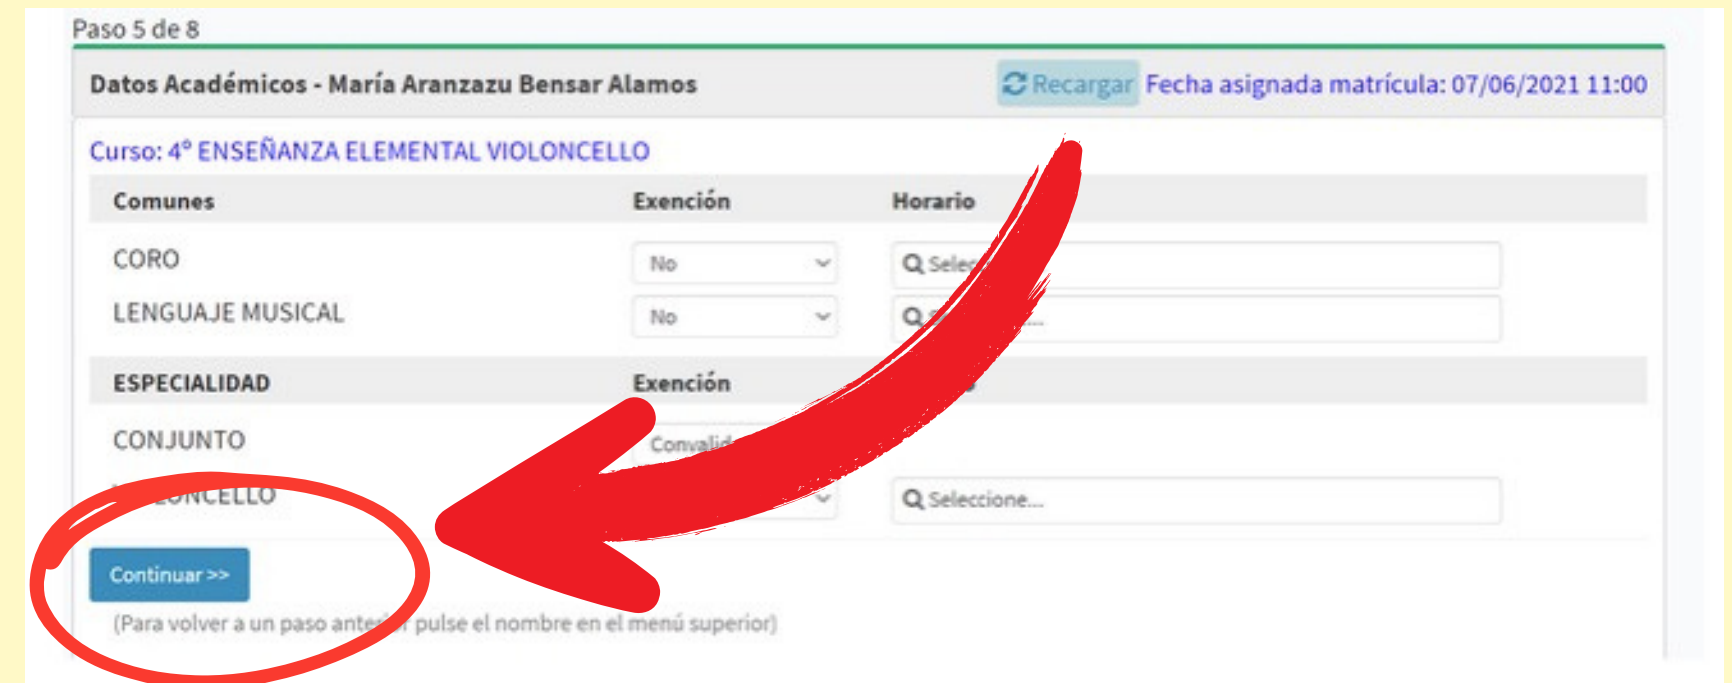 Paso 5 de 8
Datos Académicos - María Aranzazu Bensar Alamos Recargar Fecha asignada matrícula: 07/06/2021 11:00
Curso: 4º ENSEÑANZA ELEMENTAL VIOLONCELLO
Comunes Exención Horario
CORO No
LENGUAJE MUSICAL No
ESPECIALIDAD Exención
CONJUNTO
Seleccione...
Continuar >>
(Para volver a un paso anterior pulse el nombre en el menú superior)